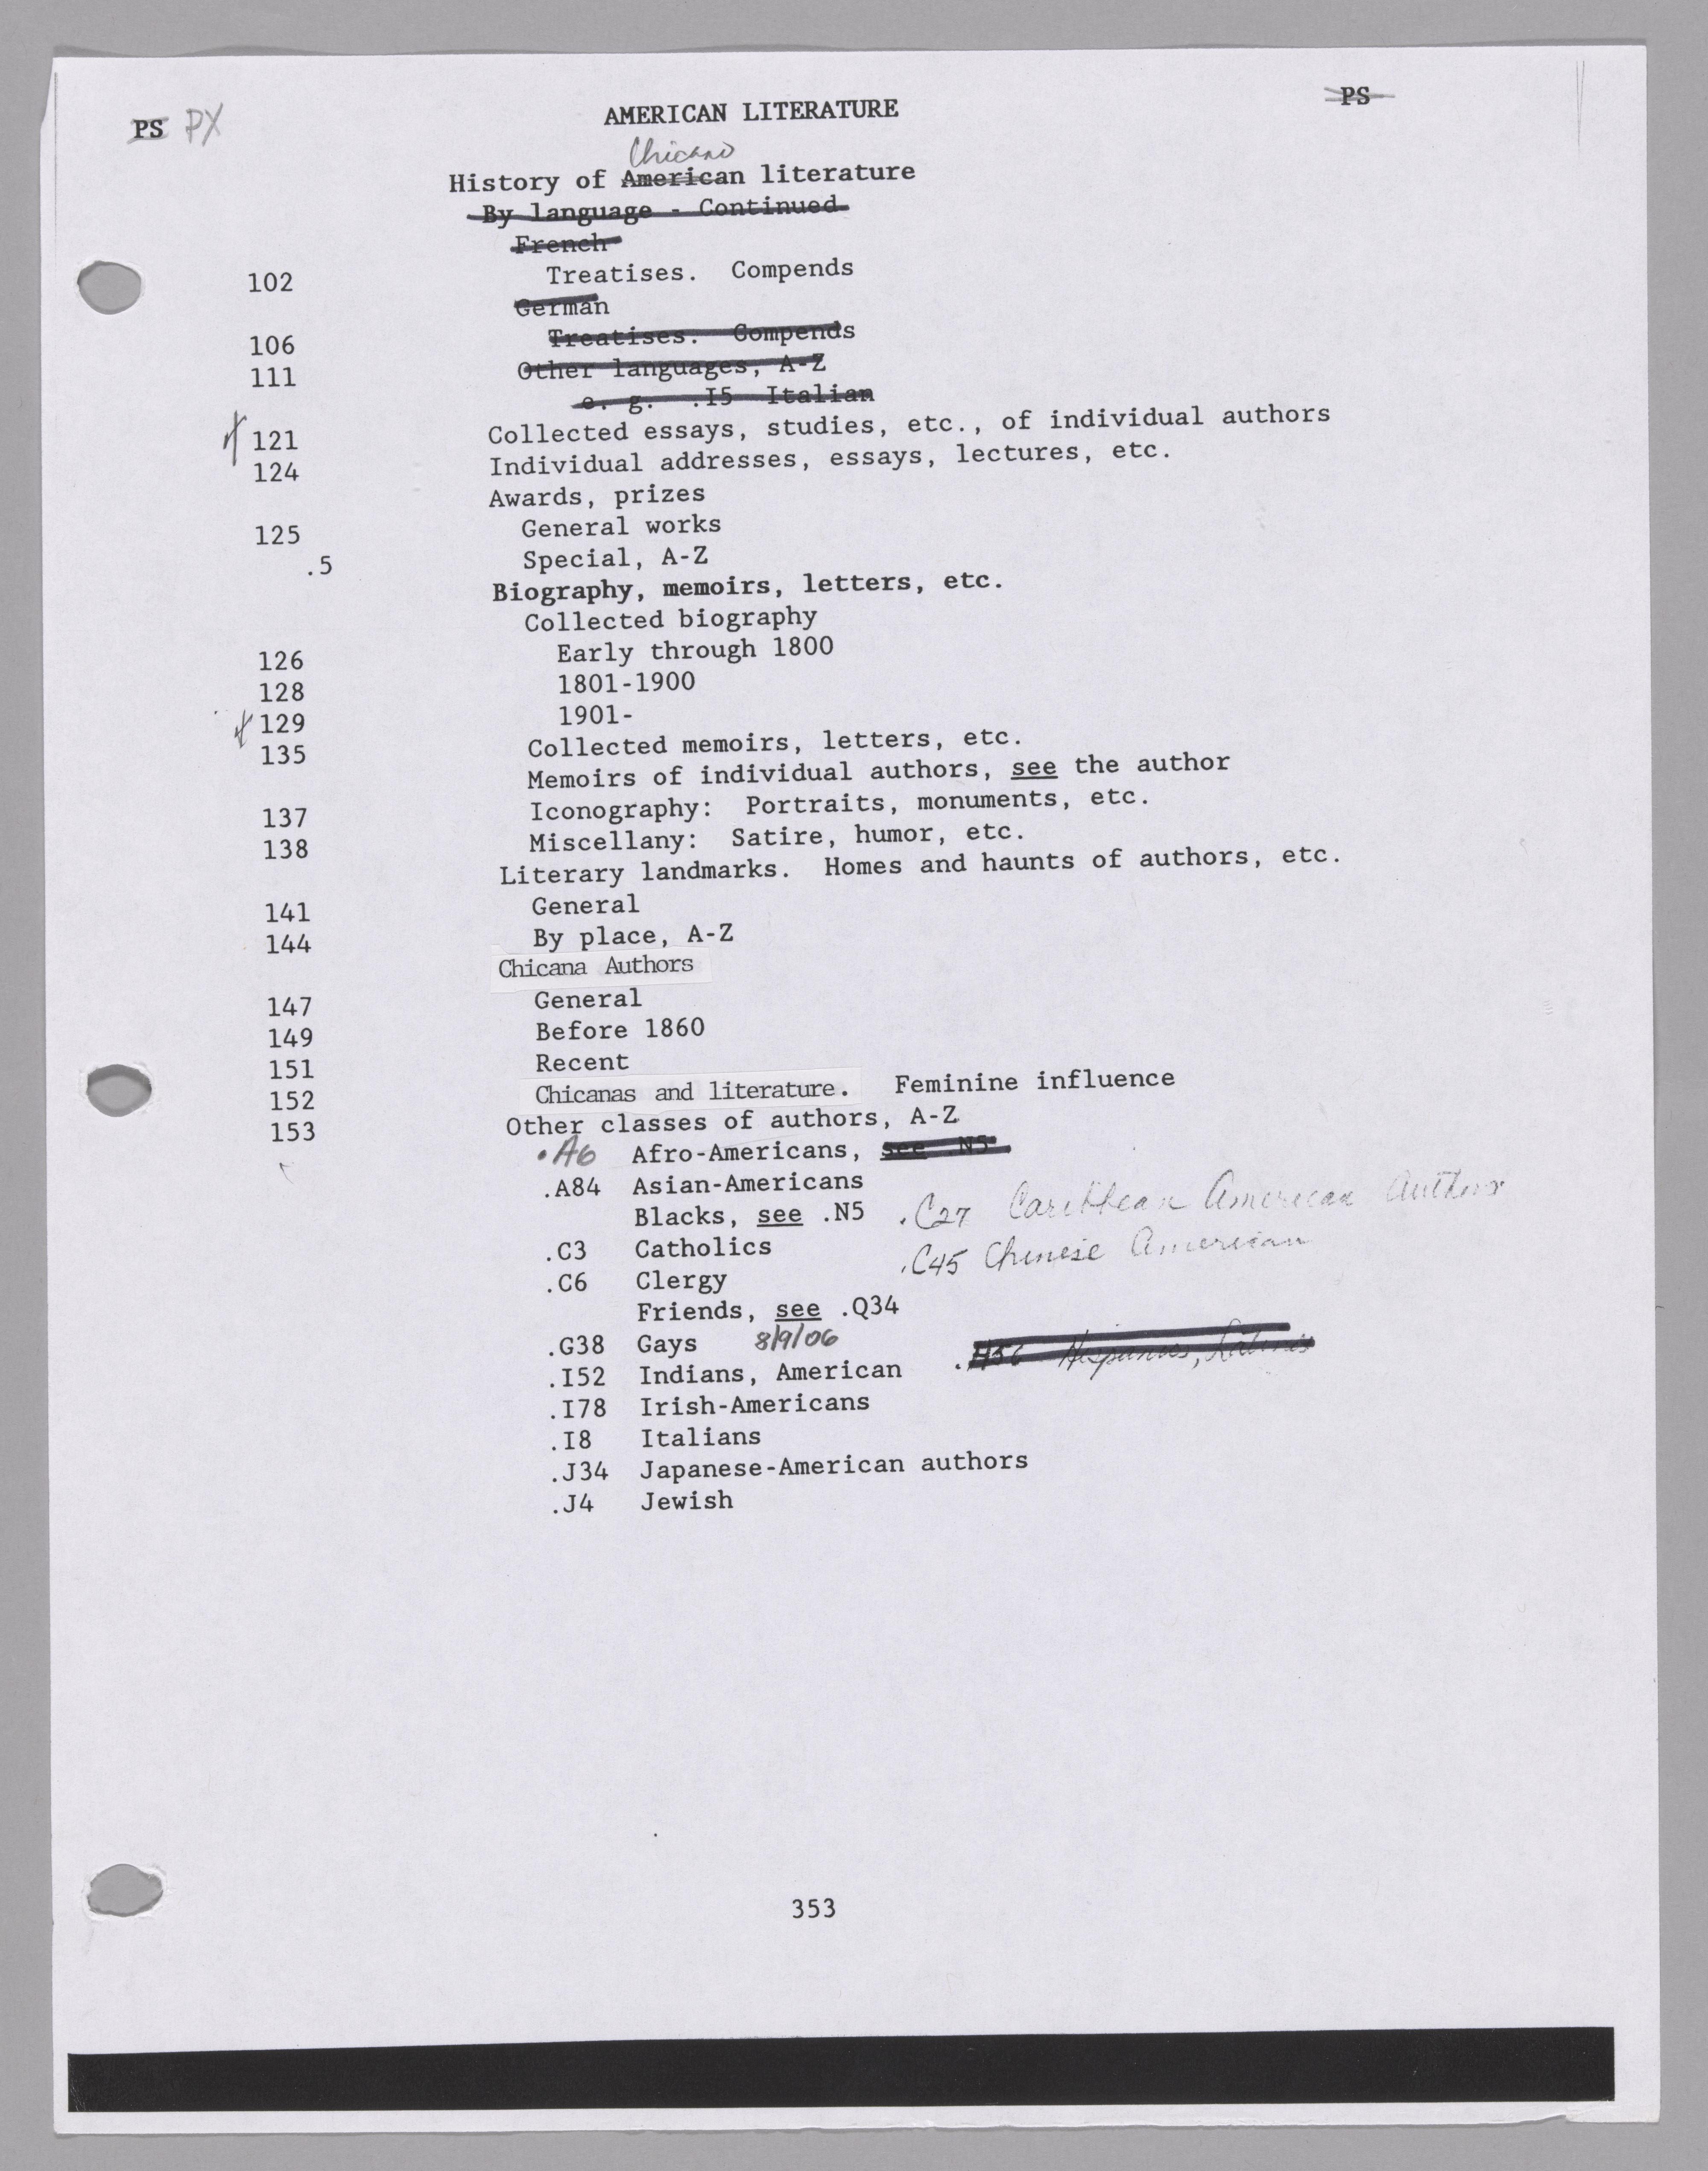 PS PX AMERICAN LITERATURE PS
Chicano
History of American literature
By language - Continued
French
102 Treatises. Compends
German
106 Treatises. Compends
111 Other languages, A-Z
e. g. .I5 Italian
121 Collected essays, studies, etc., of individual authors
124 Individual addresses, essays, lectures, etc.
Awards, prizes
125 General works
.5 Special, A-Z
Biography, memoirs, letters, etc.
Collected biography
126 Early through 1800
128 1801-1900
129 1901-
135 Collected memoirs, letters, etc.
Memoirs of individual authors, see the author
137 Iconography: Portraits, monuments, etc.
138 Miscellany: Satire, humor, etc.
Literary landmarks. Homes and haunts of authors, etc.
141 General
144 By place, A-Z
Chicana Authors
147 General
149 Before 1860
151 Recent
152 Chicanas and literature. Feminine influence
153 Other classes of authors, A-Z
.A6 Afro-Americans, see .N5
.A84 Asian-Americans
Blacks, see .N5 .C27 Caribbean American Authors
.C3 Catholics .C45 Chinese American
.C6 Clergy
Friends, see .Q34
.G38 Gays 8/9/06
.I52 Indians, American .H56 Hispanics, Latinos
.I78 Irish-Americans
.I8 Italians
.J34 Japanese-American authors
.J4 Jewish
353